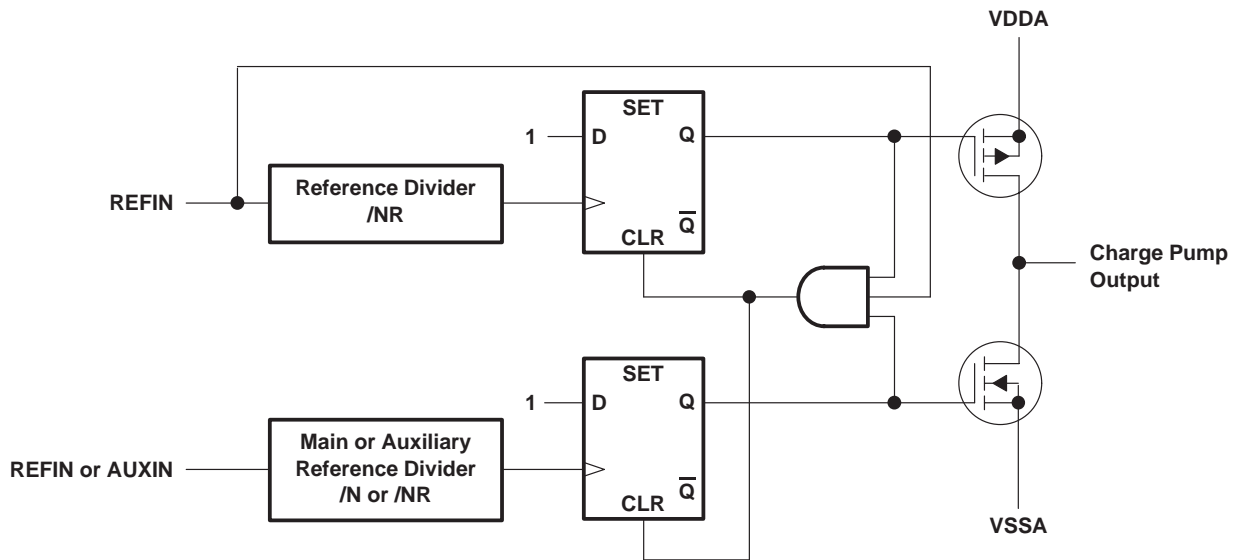 VDDA
SET
1
D
Q
REFIN
Reference Divider
/NR
Q
CLR
Charge Pump
Output
SET
1
D
Q
REFIN or AUXIN
Main or Auxiliary
Reference Divider
/N or /NR
Q
CLR
VSSA